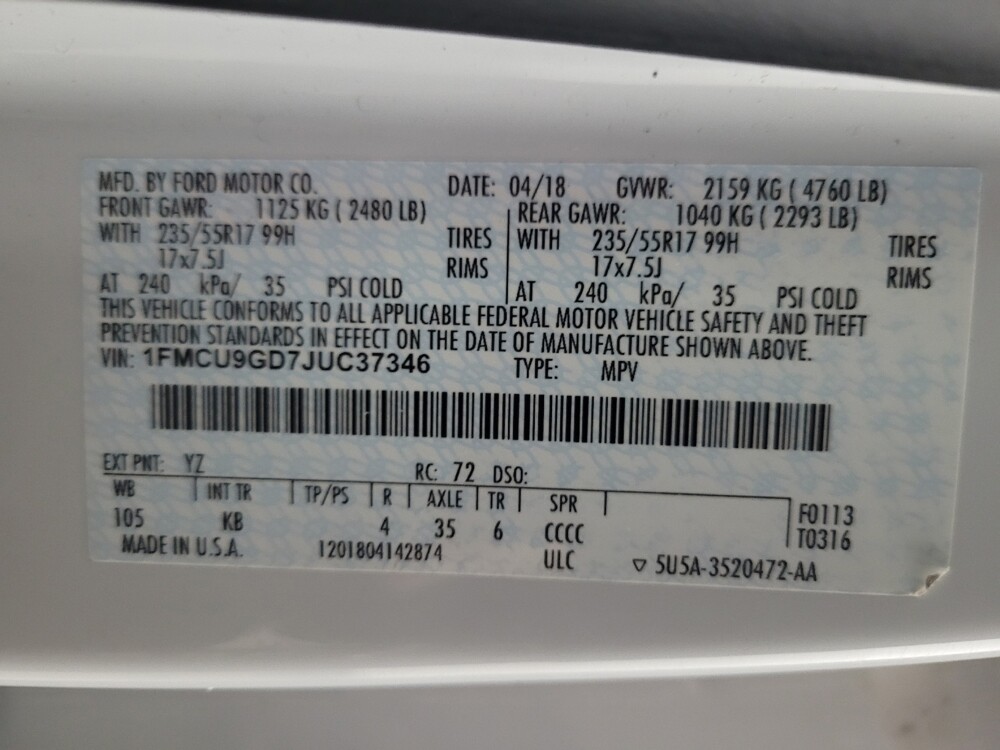 MFD. BY FORD MOTOR CO. DATE: 04/18 GVWR: 2159 KG ( 4760 LB)
FRONT GAWR: 1125 KG ( 2480 LB) REAR GAWR: 1040 KG ( 2293 LB)
WITH 235/55R17 99H TIRES WITH 235/55R17 99H TIRES
17x7.5J RIMS 17x7.5J RIMS
AT 240 kPa/ 35 PSI COLD AT 240 kPa/ 35 PSI COLD
THIS VEHICLE CONFORMS TO ALL APPLICABLE FEDERAL MOTOR VEHICLE SAFETY AND THEFT
PREVENTION STANDARDS IN EFFECT ON THE DATE OF MANUFACTURE SHOWN ABOVE.
VIN: 1FMCU9GD7JUC37346 TYPE: MPV
EXT PNT: YZ RC: 72 DSO:
WB INT TR TP/PS R AXLE TR SPR F0113
105 KB 4 35 6 CCCC T0316
MADE IN U.S.A. 1201804142874 ULC ▽ 5U5A-3520472-AA